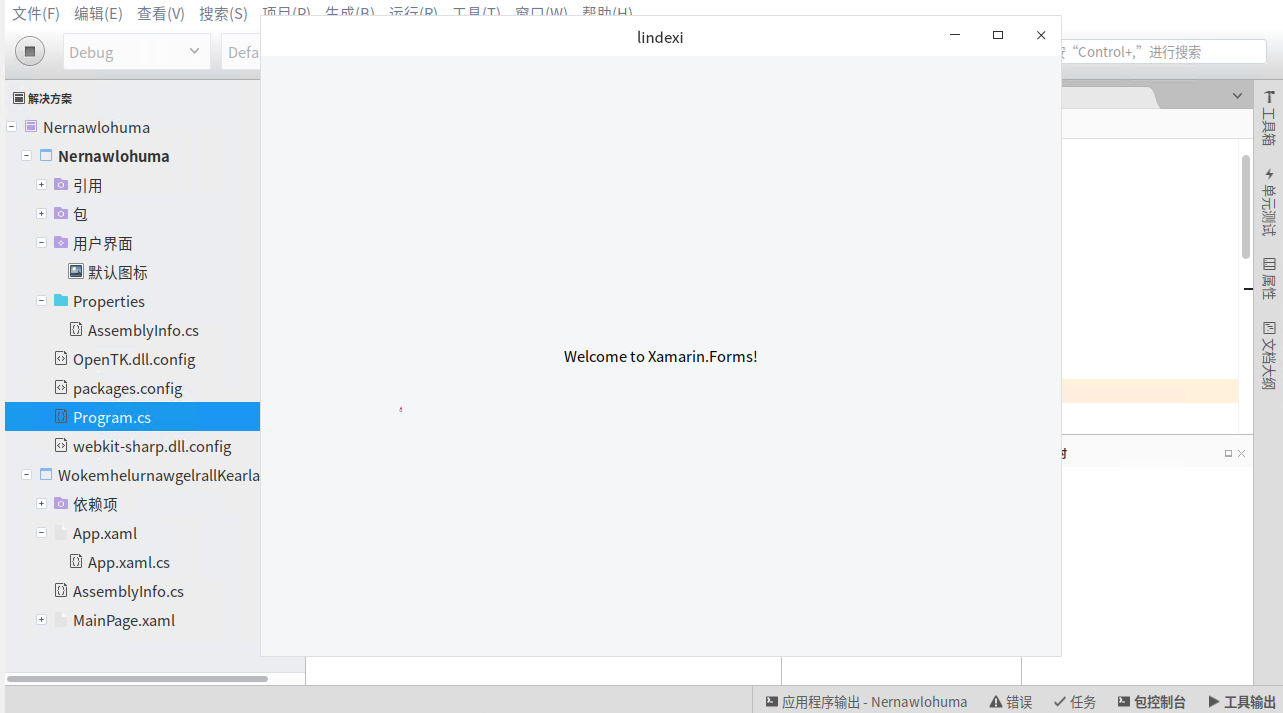 文件(F) 编辑(E) 查看(V) 搜索(S) 项目(P) 生成(B) 运行(R) 工具(T) 窗口(W) 帮助(H)
lindexi
Debug
Defa
“Control+,”进行搜索
解决方案
Nernawlohuma
Nernawlohuma
引用
包
用户界面
默认图标
Properties
AssemblyInfo.cs
OpenTK.dll.config
packages.config
Program.cs
webkit-sharp.dll.config
WokemhelurnawgelrallKearla
依赖项
App.xaml
App.xaml.cs
AssemblyInfo.cs
MainPage.xaml
Welcome to Xamarin.Forms!
工具箱
单元测试
属性
文档大纲
应用程序输出 - Nernawlohuma
错误
任务
包控制台
工具输出